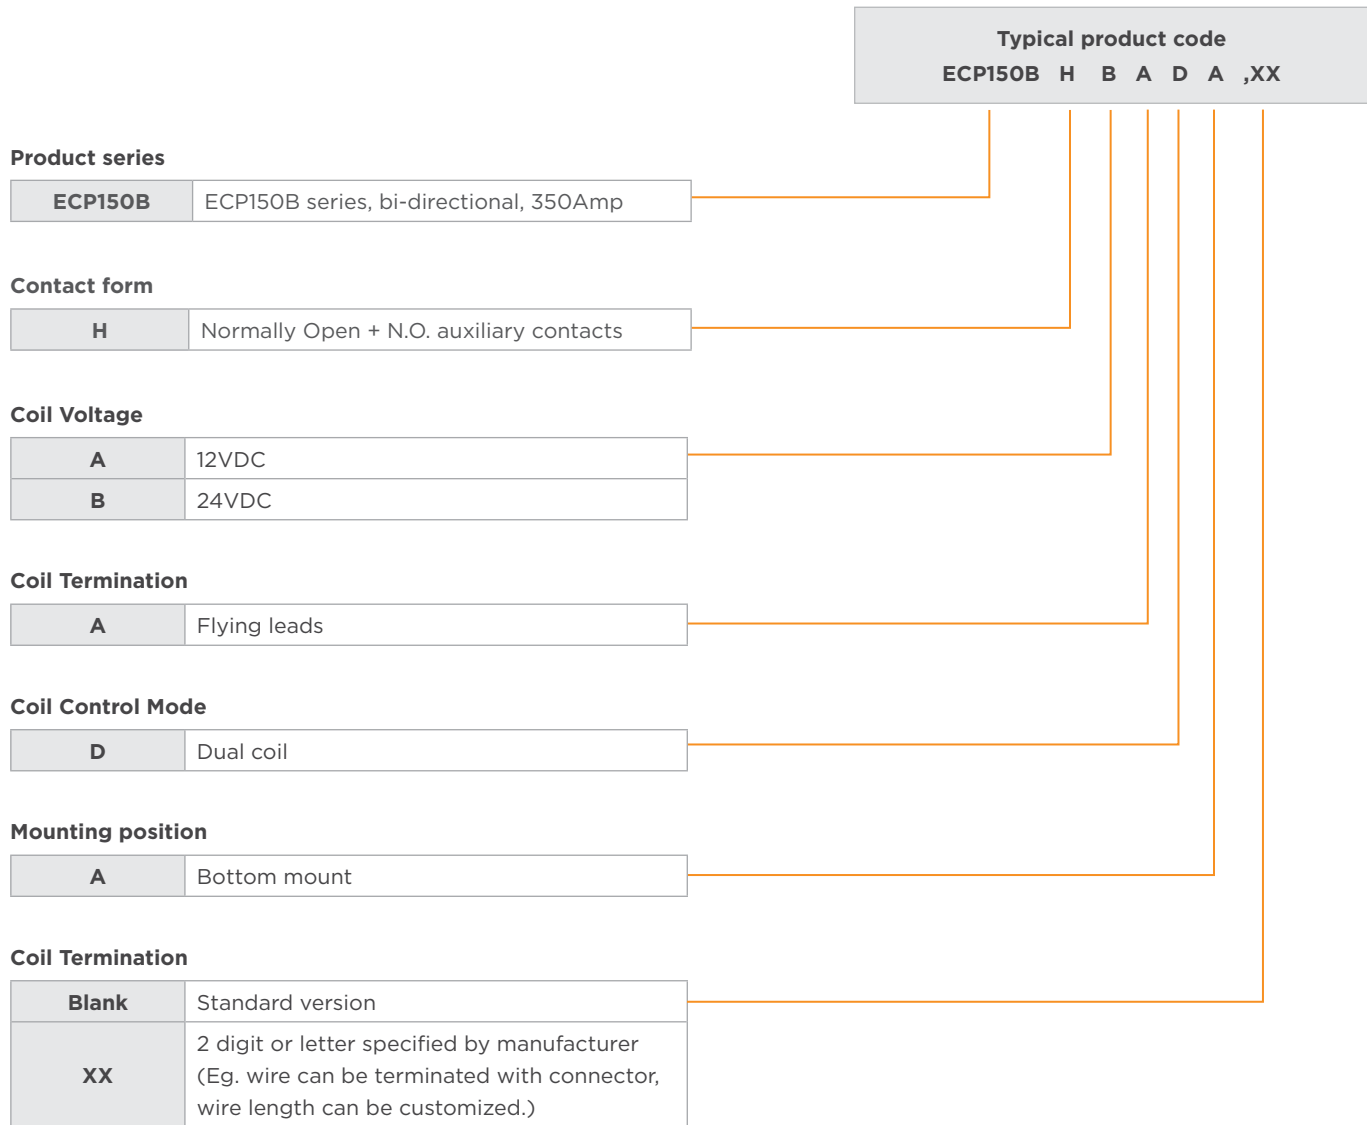 Typical product code
ECP150B H B A D A ,XX
Product series
ECP150B ECP150B series, bi-directional, 350Amp
Contact form
H Normally Open + N.O. auxiliary contacts
Coil Voltage
A 12VDC
B 24VDC
Coil Termination
A Flying leads
Coil Control Mode
D Dual coil
Mounting position
A Bottom mount
Coil Termination
Blank Standard version
XX 2 digit or letter specified by manufacturer
(Eg. wire can be terminated with connector,
wire length can be customized.)